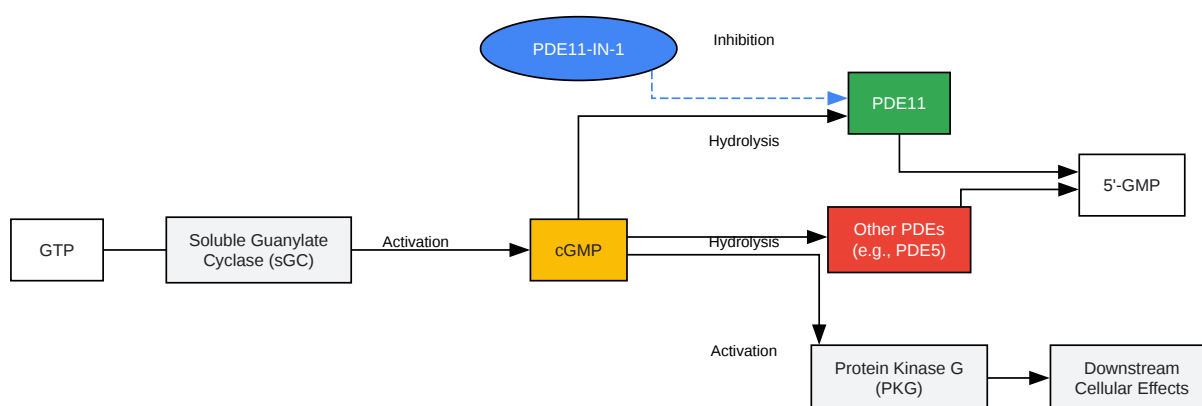 PDE11-IN-1
Inhibition
PDE11
Hydrolysis
5'-GMP
GTP
Soluble Guanylate
Cyclase (sGC)
Activation
cGMP
Hydrolysis
Other PDEs
(e.g., PDE5)
Activation
Protein Kinase G
(PKG)
Downstream
Cellular Effects